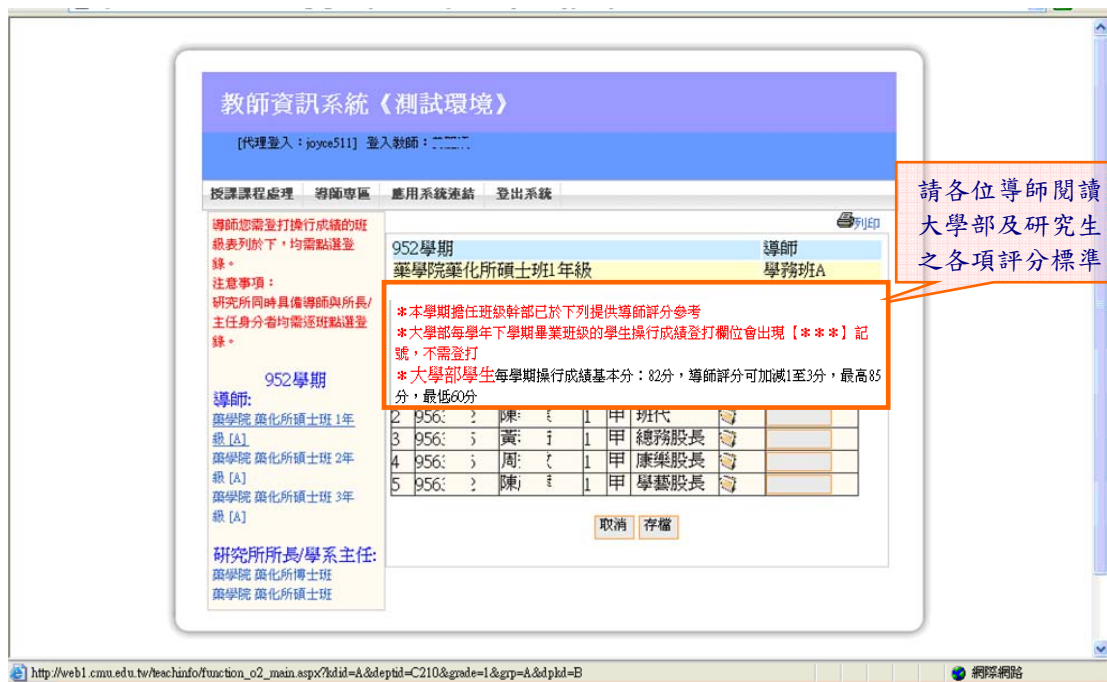 教師資訊系統《測試環境》
[代理登入：joyce511] 登入教師：
授課課程處理 導師專區 應用系統連結 登出系統
導師您需登打操行成績的班
級表列於下，均需點選登
錄。
注意事項：
研究所同時具備導師與所長/
主任身分者均需逐班點選登
錄。
952學期
導師:
藥學院 藥化所碩士班 1年
級 [A]
藥學院 藥化所碩士班 2年
級 [A]
藥學院 藥化所碩士班 3年
級 [A]
研究所所長/學系主任:
藥學院 藥化所博士班
藥學院 藥化所碩士班
列印
952學期 導師
藥學院藥化所碩士班1年級 學務班A
＊本學期擔任班級幹部已於下列提供導師評分參考
＊大學部每學年下學期畢業班級的學生操行成績登打欄位會出現【＊＊＊】記
號，不需登打
＊大學部學生每學期操行成績基本分：82分，導師評分可加減1至3分，最高85
分，最低60分
2 956 陳 1 甲 班代
3 956 黃 1 甲 總務股長
4 956 周 1 甲 康樂股長
5 956 陳 1 甲 學藝股長
取消 存檔
請各位導師閱讀
大學部及研究生
之各項評分標準
http://web1.cmu.edu.tw/teachinfo/function_o2_main.aspx?kdid=A&deptid=C210&grade=1&grp=A&dpkd=B
網際網路